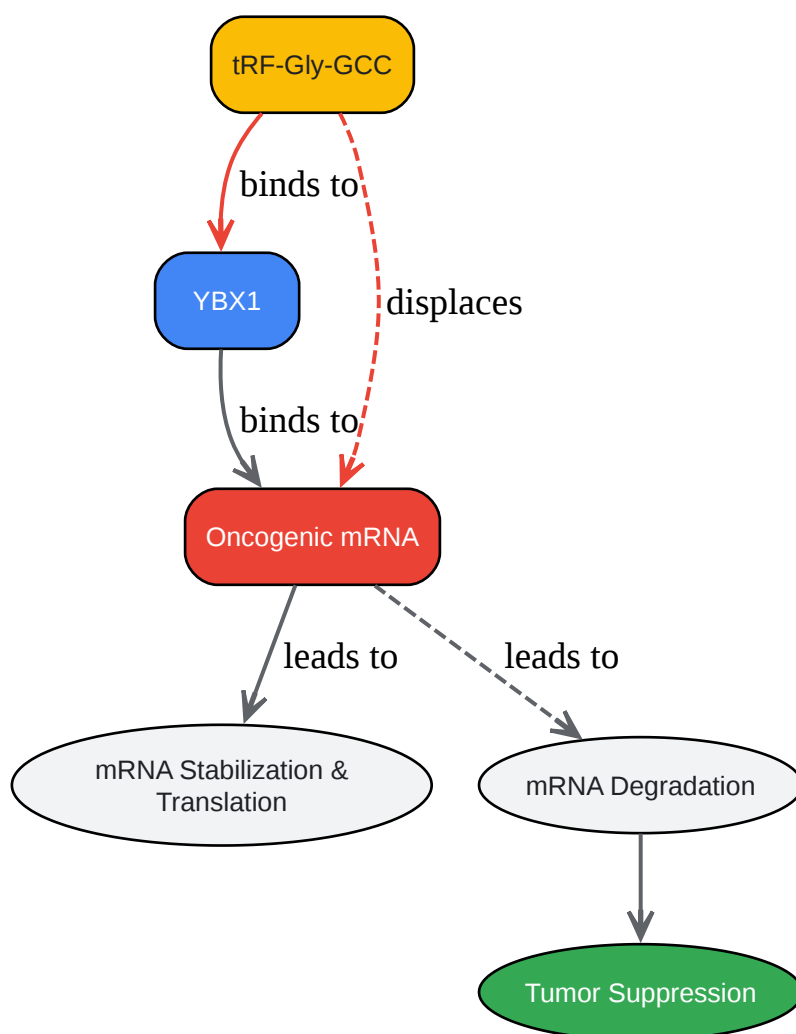 tRF-Gly-GCC
binds to
YBX1
displaces
binds to
Oncogenic mRNA
leads to
leads to
mRNA Stabilization &
Translation
mRNA Degradation
Tumor Suppression